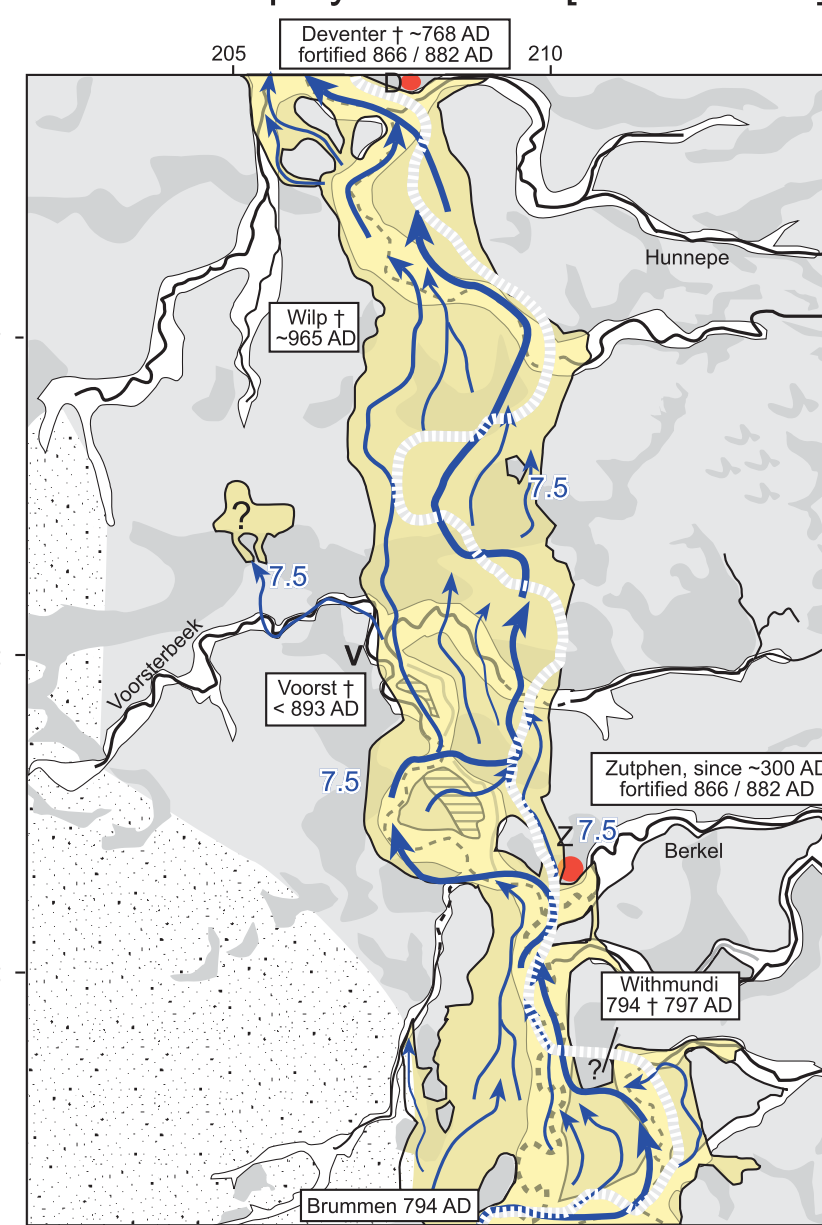 Deventer † ~768 AD
fortified 866 / 882 AD
205
210
D
Hunnepe
Wilp †
~965 AD
7.5
?
7.5
Voorsterbeek
V
Voorst †
< 893 AD
7.5
Zutphen, since ~300 AD
fortified 866 / 882 AD
Z 7.5
Berkel
Withmundi
794 † 797 AD
?
Brummen 794 AD